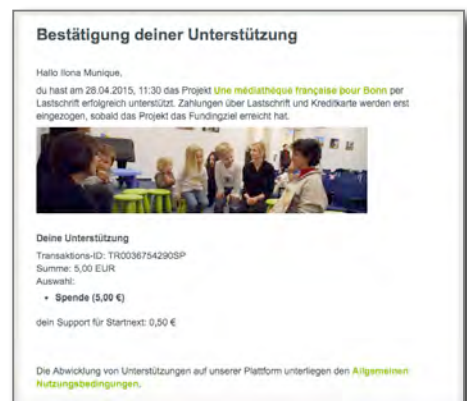 Bestätigung deiner Unterstützung
Hallo Ilona Munique,
du hast am 28.04.2015, 11:30 das Projekt Une médiathèque française pour Bonn per
Lastschrift erfolgreich unterstützt. Zahlungen über Lastschrift und Kreditkarte werden erst
eingezogen, sobald das Projekt das Fundingziel erreicht hat.
Deine Unterstützung
Transaktions-ID: TR0036754290SP
Summe: 5,00 EUR
Auswahl:
• Spende (5,00 €)
dein Support für Startnext: 0,50 €
Die Abwicklung von Unterstützungen auf unserer Plattform unterliegen den Allgemeinen
Nutzungsbedingungen.